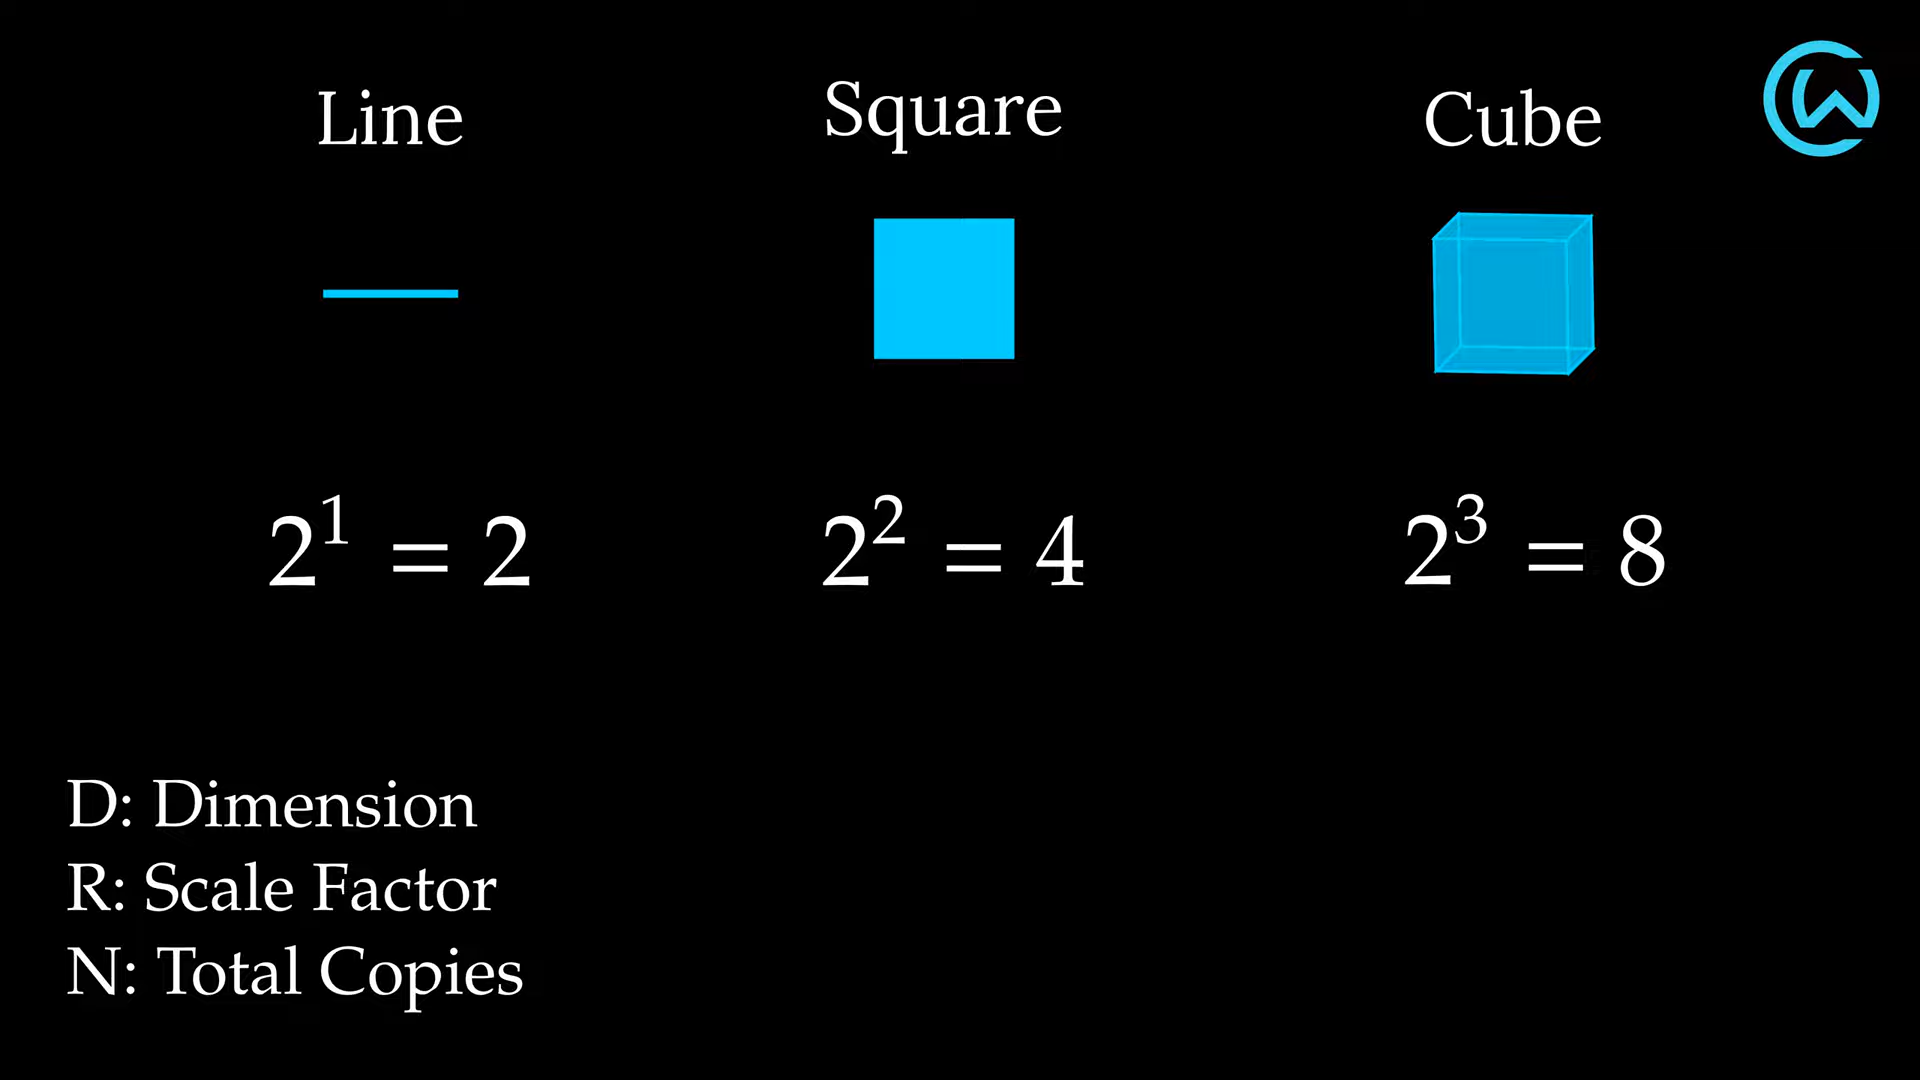 Line
Square
Cube
2¹ = 2
2² = 4
2³ = 8
D: Dimension
R: Scale Factor
N: Total Copies